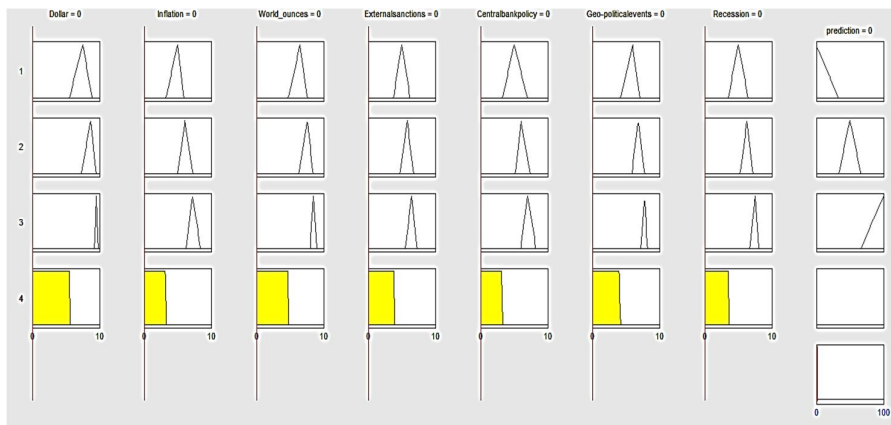 Dollar = 0 Inflation = 0 World_ounces = 0 Externalsanctions = 0 Centralbankpolicy = 0 Geo-politicalevents = 0 Recession = 0
prediction = 0
1
2
3
4
0 10 0 10 0 10 0 10 0 10 0 10 0 10
0 100